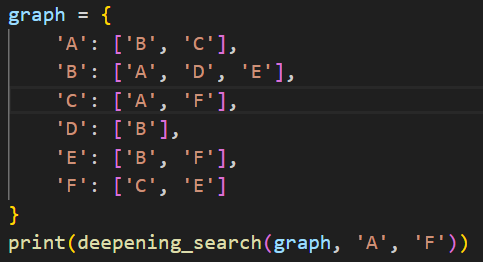 graph = {
    'A': ['B', 'C'],
    'B': ['A', 'D', 'E'],
    'C': ['A', 'F'],
    'D': ['B'],
    'E': ['B', 'F'],
    'F': ['C', 'E']
}
print(deepening_search(graph, 'A', 'F'))